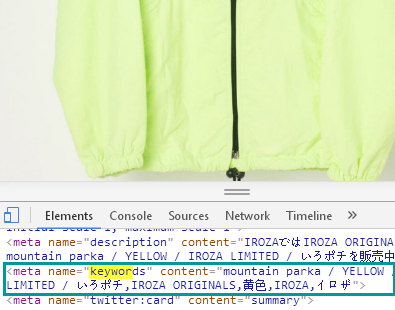 Elements Console Sources Network Timeline »
initial-scale=1, maximum-scale=1">
<meta name="description" content="IROZAではIROZA ORIGINA
mountain parka / YELLOW / IROZA LIMITED / いろポチを販売中
<meta name="keywords" content="mountain parka / YELLOW /
LIMITED / いろポチ,IROZA ORIGINALS,黄色,IROZA,イロザ">
<meta name="twitter:card" content="summary">